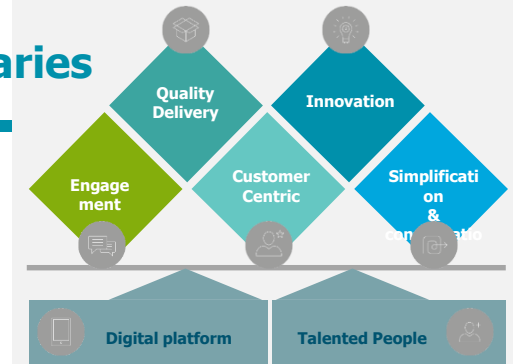 aries
Quality
Delivery
Innovation
Engage
ment
Customer
Centric
Simplificati
on
&
Digital platform
Talented People